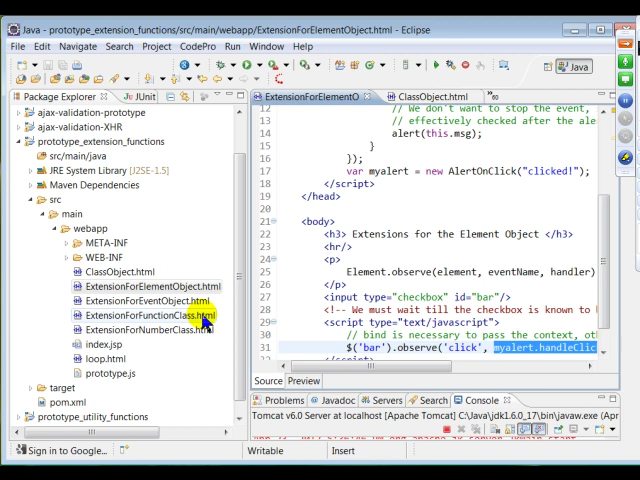 Java - prototype_extension_functions/src/main/webapp/ExtensionForElementObject.html - Eclipse
File Edit Navigate Search Project CodePro Run Window Help
Java
Package Explorer JUnit
ajax-validation-prototype
ajax-validation-XHR
prototype_extension_functions
src/main/java
JRE System Library [J2SE-1.5]
Maven Dependencies
src
main
webapp
META-INF
WEB-INF
ClassObject.html
ExtensionForElementObject.html
ExtensionForEventObject.html
ExtensionForFunctionClass.html
ExtensionForNumberClass.html
index.jsp
loope.html
prototype.js
target
pom.xml
prototype_utility_functions
ExtensionForElementO ClassObject.html
12 // We don't want to stop the event,
13 // effectively checked after the ale
14 alert(this.msg);
15 }
16 });
17 var myalert = new AlertOnClick("clicked!");
18 </script>
19 </head>
20
21 <body>
22 <h3> Extensions for the Element Object </h3>
23 <hr/>
24 <p>
25 Element.observe(element, eventName, handler)
26 </p>
27 <input type="checkbox" id="bar"/>
28 <!-- We must wait till the checkbox is known to
29 <script type="text/javascript">
30 // bind is necessary to pass the context, oth
31 $('bar').observe('click', myalert.handleClic
Source Preview
Problems Javadoc Servers Search Console
Tomcat v6.0 Server at localhost [Apache Tomcat] C:\Java\jdk1.6.0_17\bin\javaw.exe (
Sign in to Google... Writable Insert